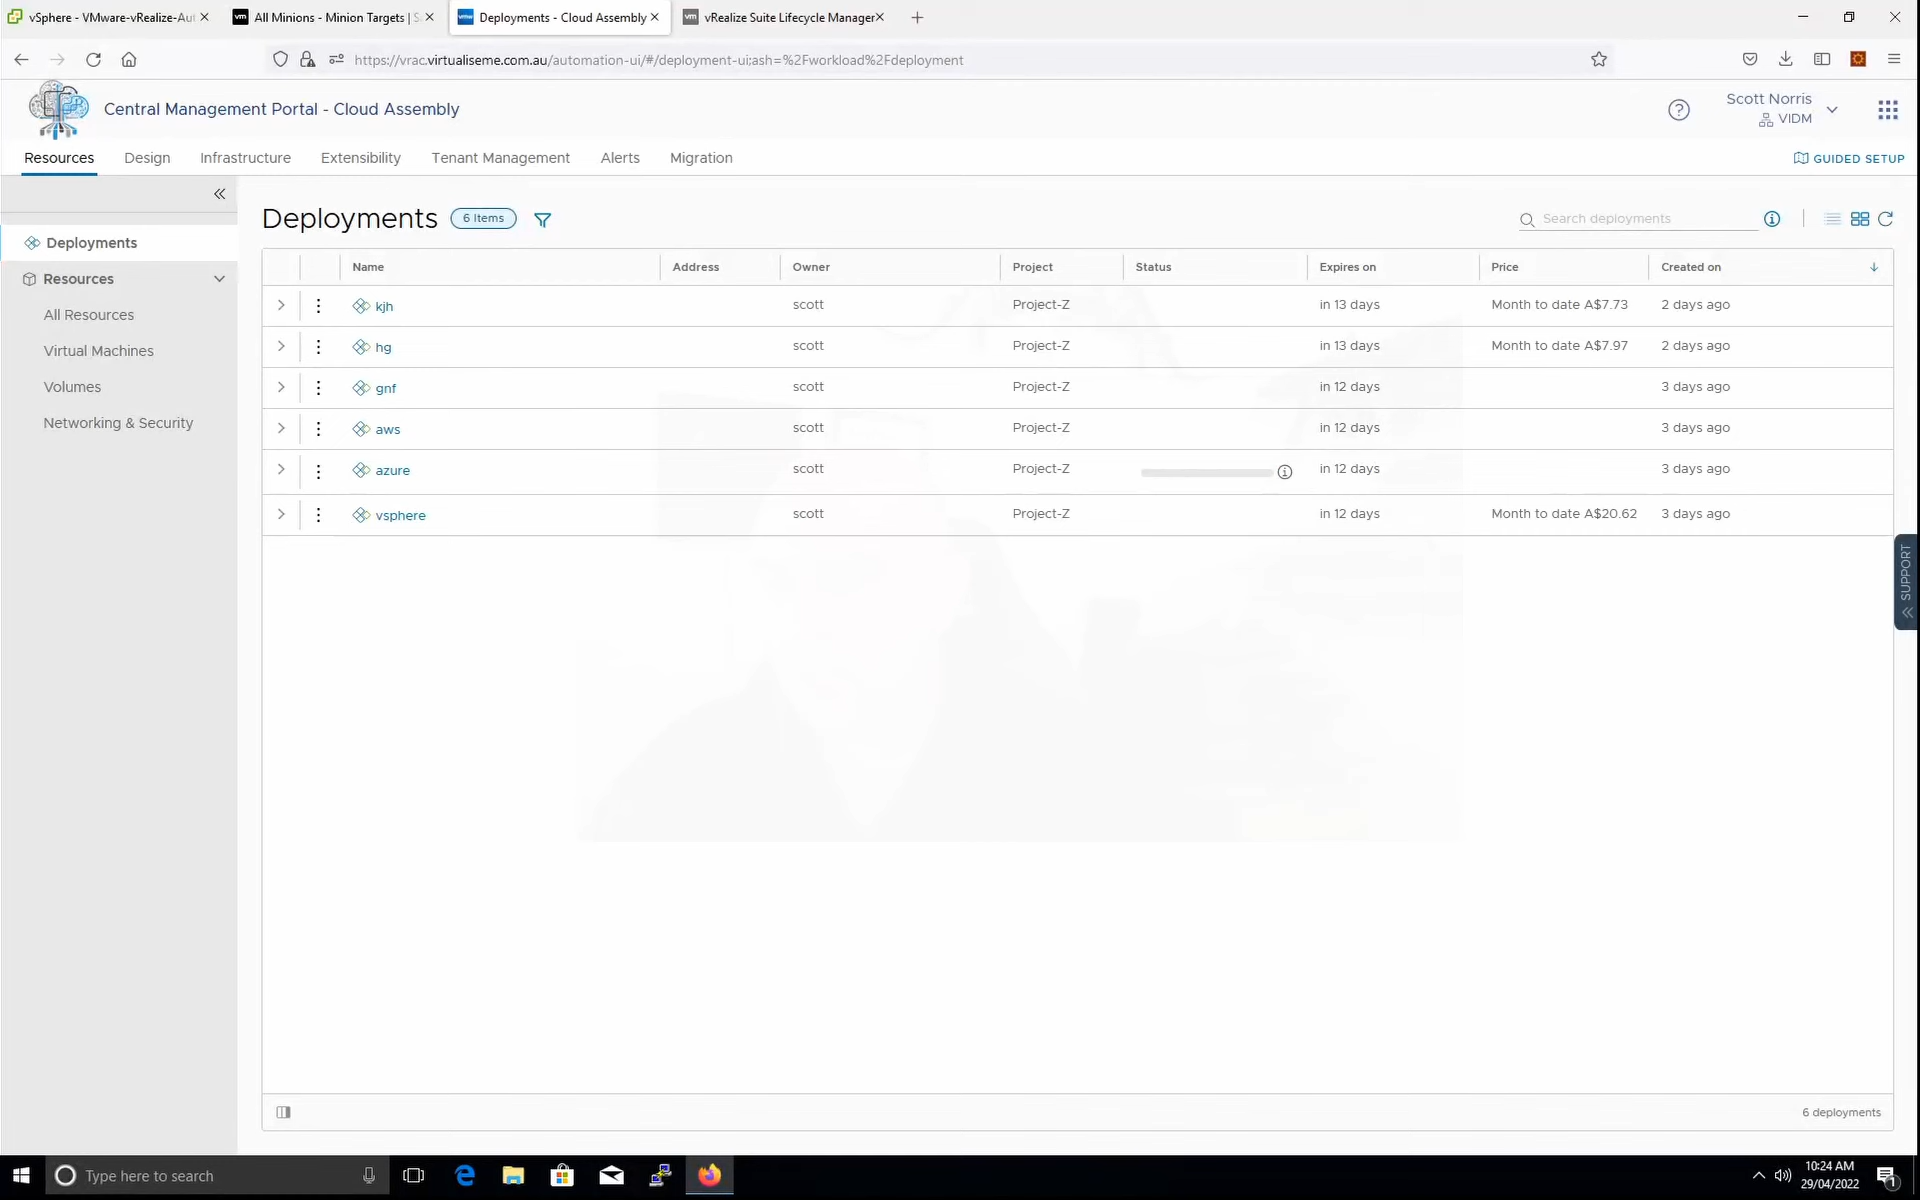 vSphere - VMware-vRealize-Aut
All Minions - Minion Targets | S
Deployments - Cloud Assembly
vRealize Suite Lifecycle Manager
https://vrac.virtualiseme.com.au/automation-ui/#/deployment-ui;ash=%2Fworkload%2Fdeployment
Central Management Portal - Cloud Assembly
Scott Norris
VIDM
Resources Design Infrastructure Extensibility Tenant Management Alerts Migration
GUIDED SETUP
Deployments
Resources
All Resources
Virtual Machines
Volumes
Networking & Security
Deployments 6 items
Search deployments
Name Address Owner Project Status Expires on Price Created on
kjh scott Project-Z in 13 days Month to date A$7.73 2 days ago
hg scott Project-Z in 13 days Month to date A$7.97 2 days ago
gnf scott Project-Z in 12 days 3 days ago
aws scott Project-Z in 12 days 3 days ago
azure scott Project-Z in 12 days 3 days ago
vsphere scott Project-Z in 12 days Month to date A$20.62 3 days ago
SUPPORT
6 deployments
Type here to search
10:24 AM
29/04/2022
1